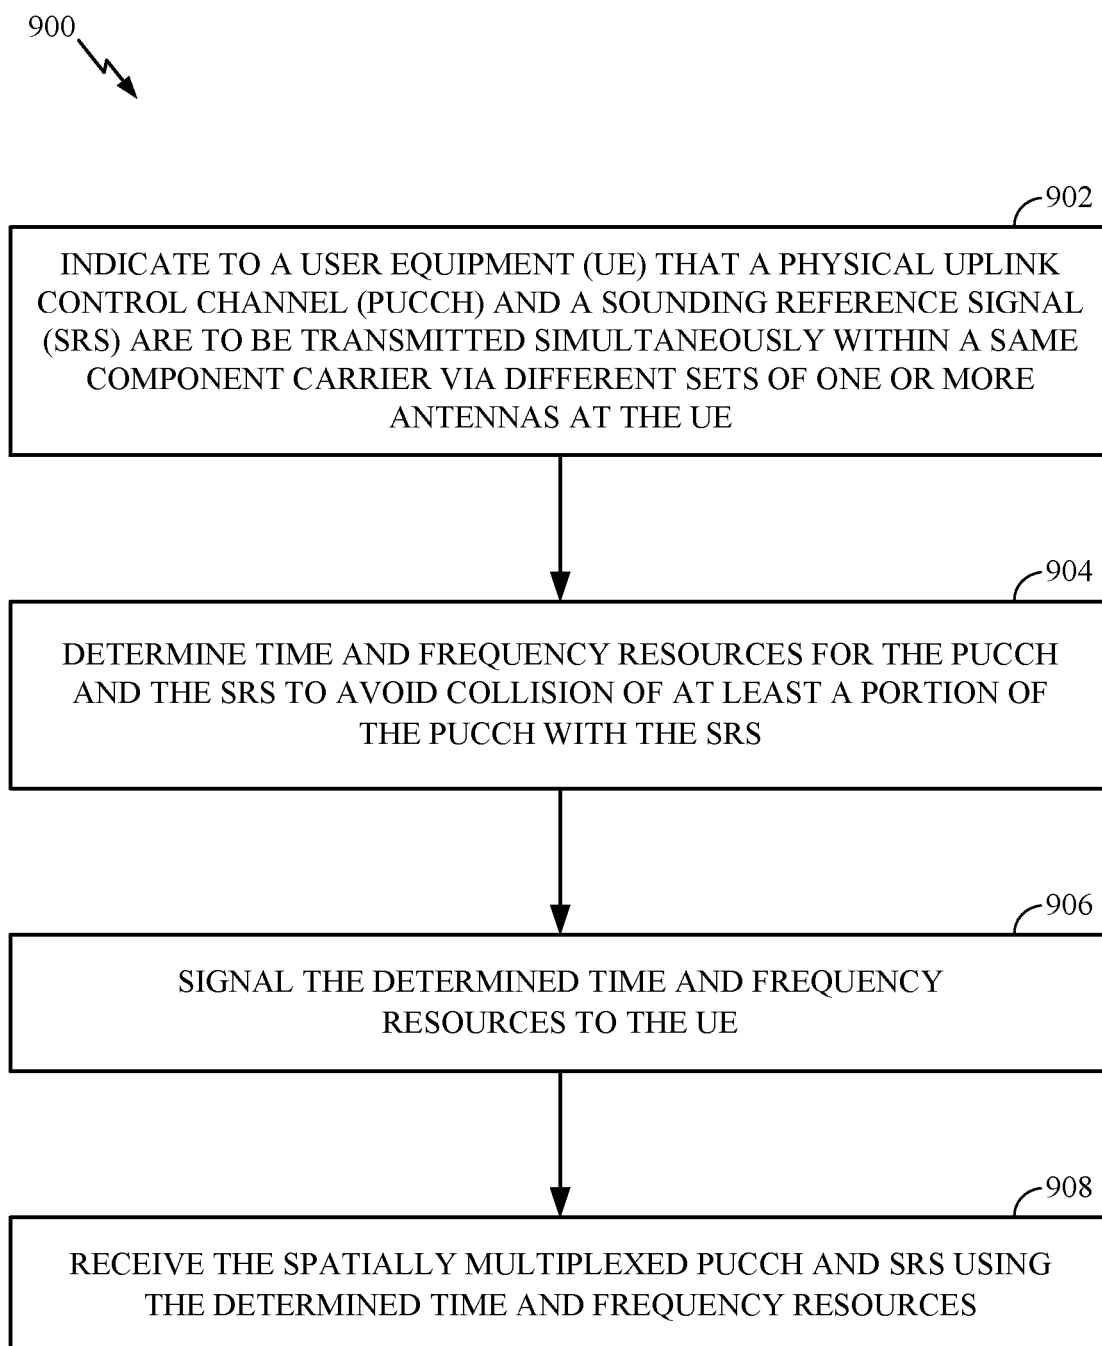 900
902
INDICATE TO A USER EQUIPMENT (UE) THAT A PHYSICAL UPLINK
CONTROL CHANNEL (PUCCH) AND A SOUNDING REFERENCE SIGNAL
(SRS) ARE TO BE TRANSMITTED SIMULTANEOUSLY WITHIN A SAME
COMPONENT CARRIER VIA DIFFERENT SETS OF ONE OR MORE
ANTENNAS AT THE UE
904
DETERMINE TIME AND FREQUENCY RESOURCES FOR THE PUCCH
AND THE SRS TO AVOID COLLISION OF AT LEAST A PORTION OF
THE PUCCH WITH THE SRS
906
SIGNAL THE DETERMINED TIME AND FREQUENCY
RESOURCES TO THE UE
908
RECEIVE THE SPATIALLY MULTIPLEXED PUCCH AND SRS USING
THE DETERMINED TIME AND FREQUENCY RESOURCES